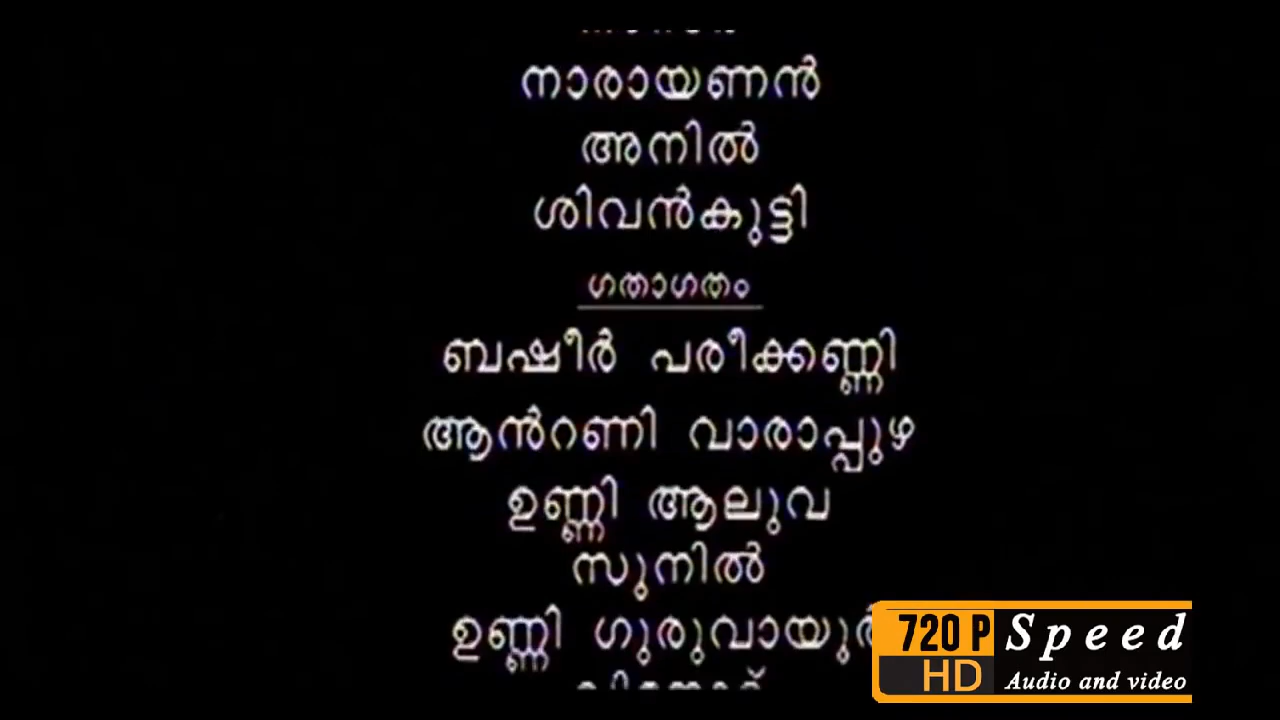 നാരായണൻ
അനിൽ
ശിവൻകുട്ടി
ഗതാഗതം
ബഷീർ പരീക്കണ്ണി
ആൻറണി വാരാപ്പുഴ
ഉണ്ണി ആലുവ
സുനിൽ
ഉണ്ണി ഗുരുവായൂർ
720 P Speed
HD Audio and video